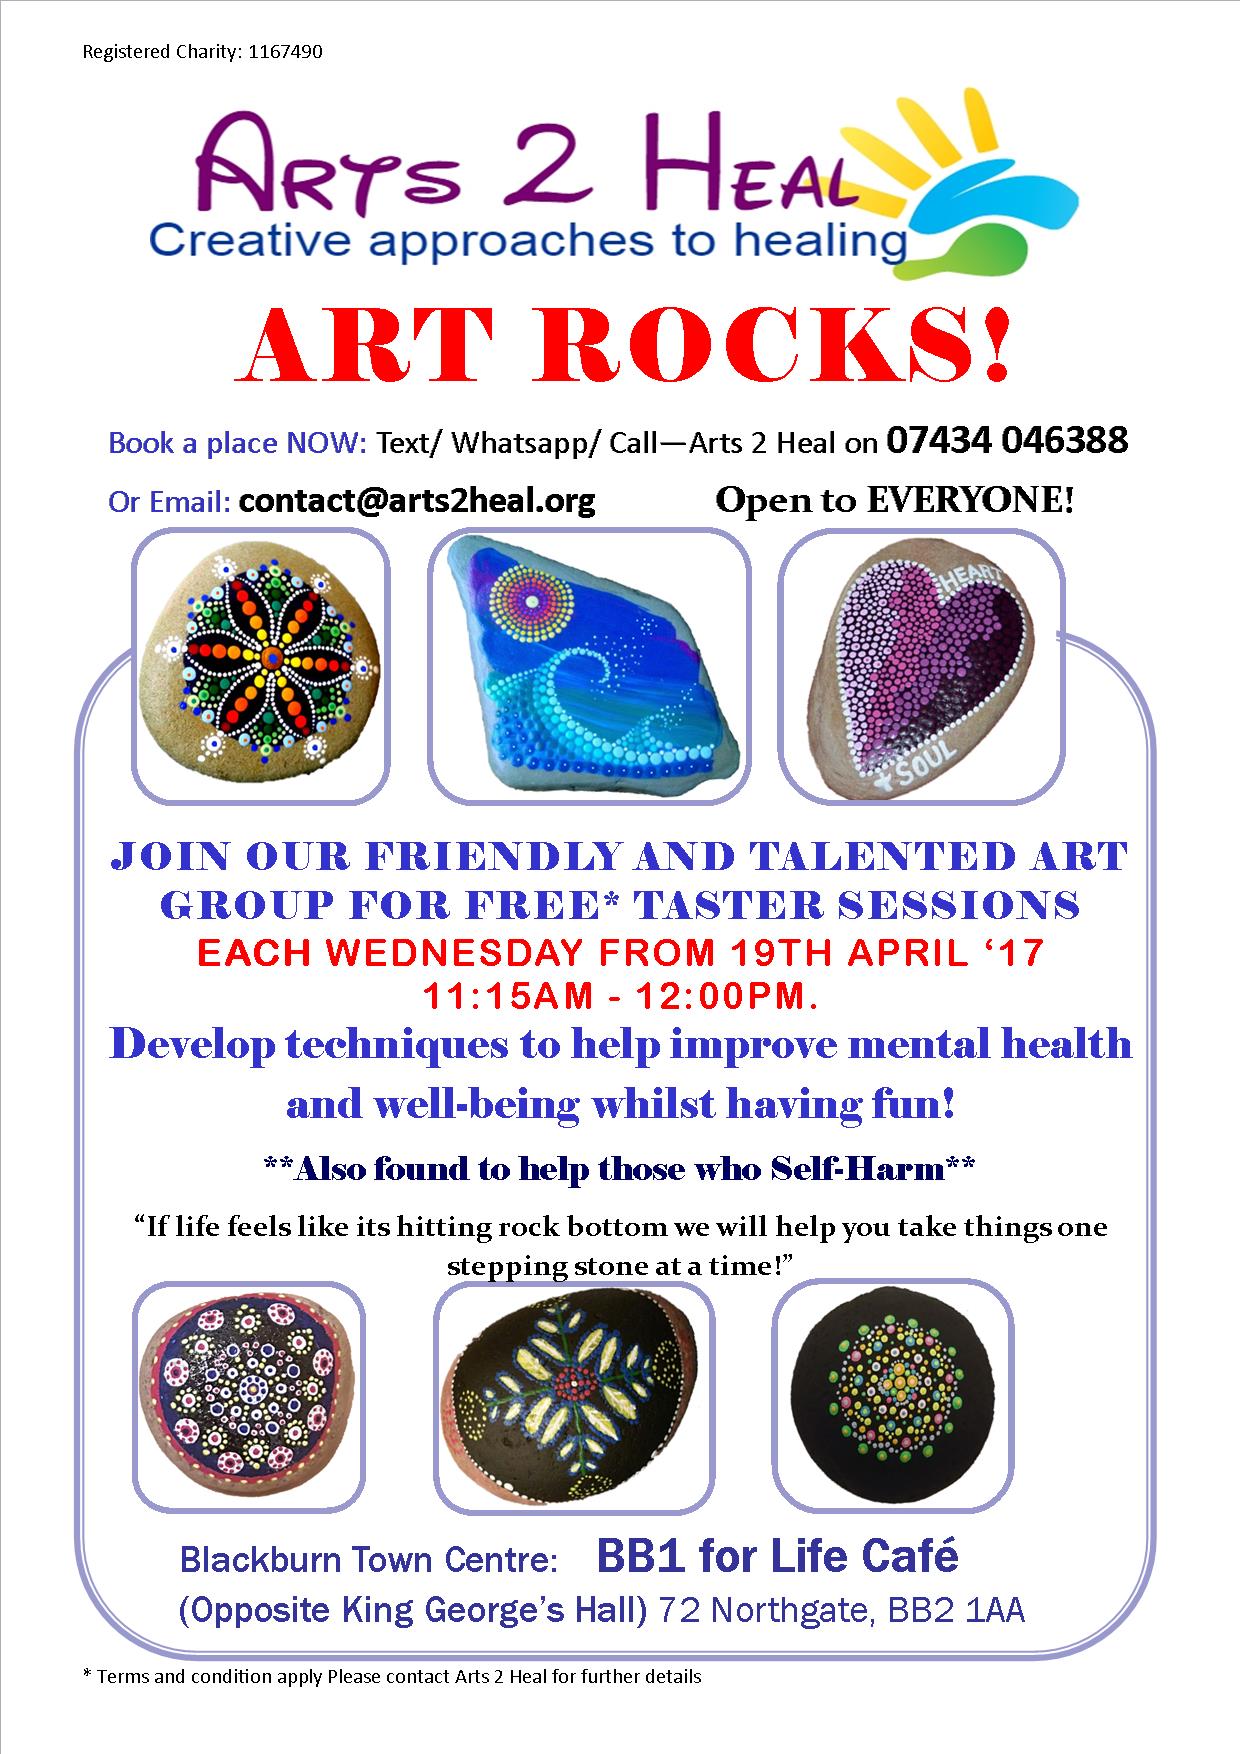 Registered Charity: 1167490
ARTS 2 HEAL
Creative approaches to healing
ART ROCKS!
Book a place NOW: Text/ Whatsapp/ Call—Arts 2 Heal on 07434 046388
Or Email: contact@arts2heal.org Open to EVERYONE!
HEART
+ SOUL
JOIN OUR FRIENDLY AND TALENTED ART
GROUP FOR FREE* TASTER SESSIONS
EACH WEDNESDAY FROM 19TH APRIL ‘17
11:15AM - 12:00PM.
Develop techniques to help improve mental health
and well-being whilst having fun!
**Also found to help those who Self-Harm**
“If life feels like its hitting rock bottom we will help you take things one
stepping stone at a time!”
Blackburn Town Centre: BB1 for Life Café
(Opposite King George’s Hall) 72 Northgate, BB2 1AA
* Terms and condition apply Please contact Arts 2 Heal for further details